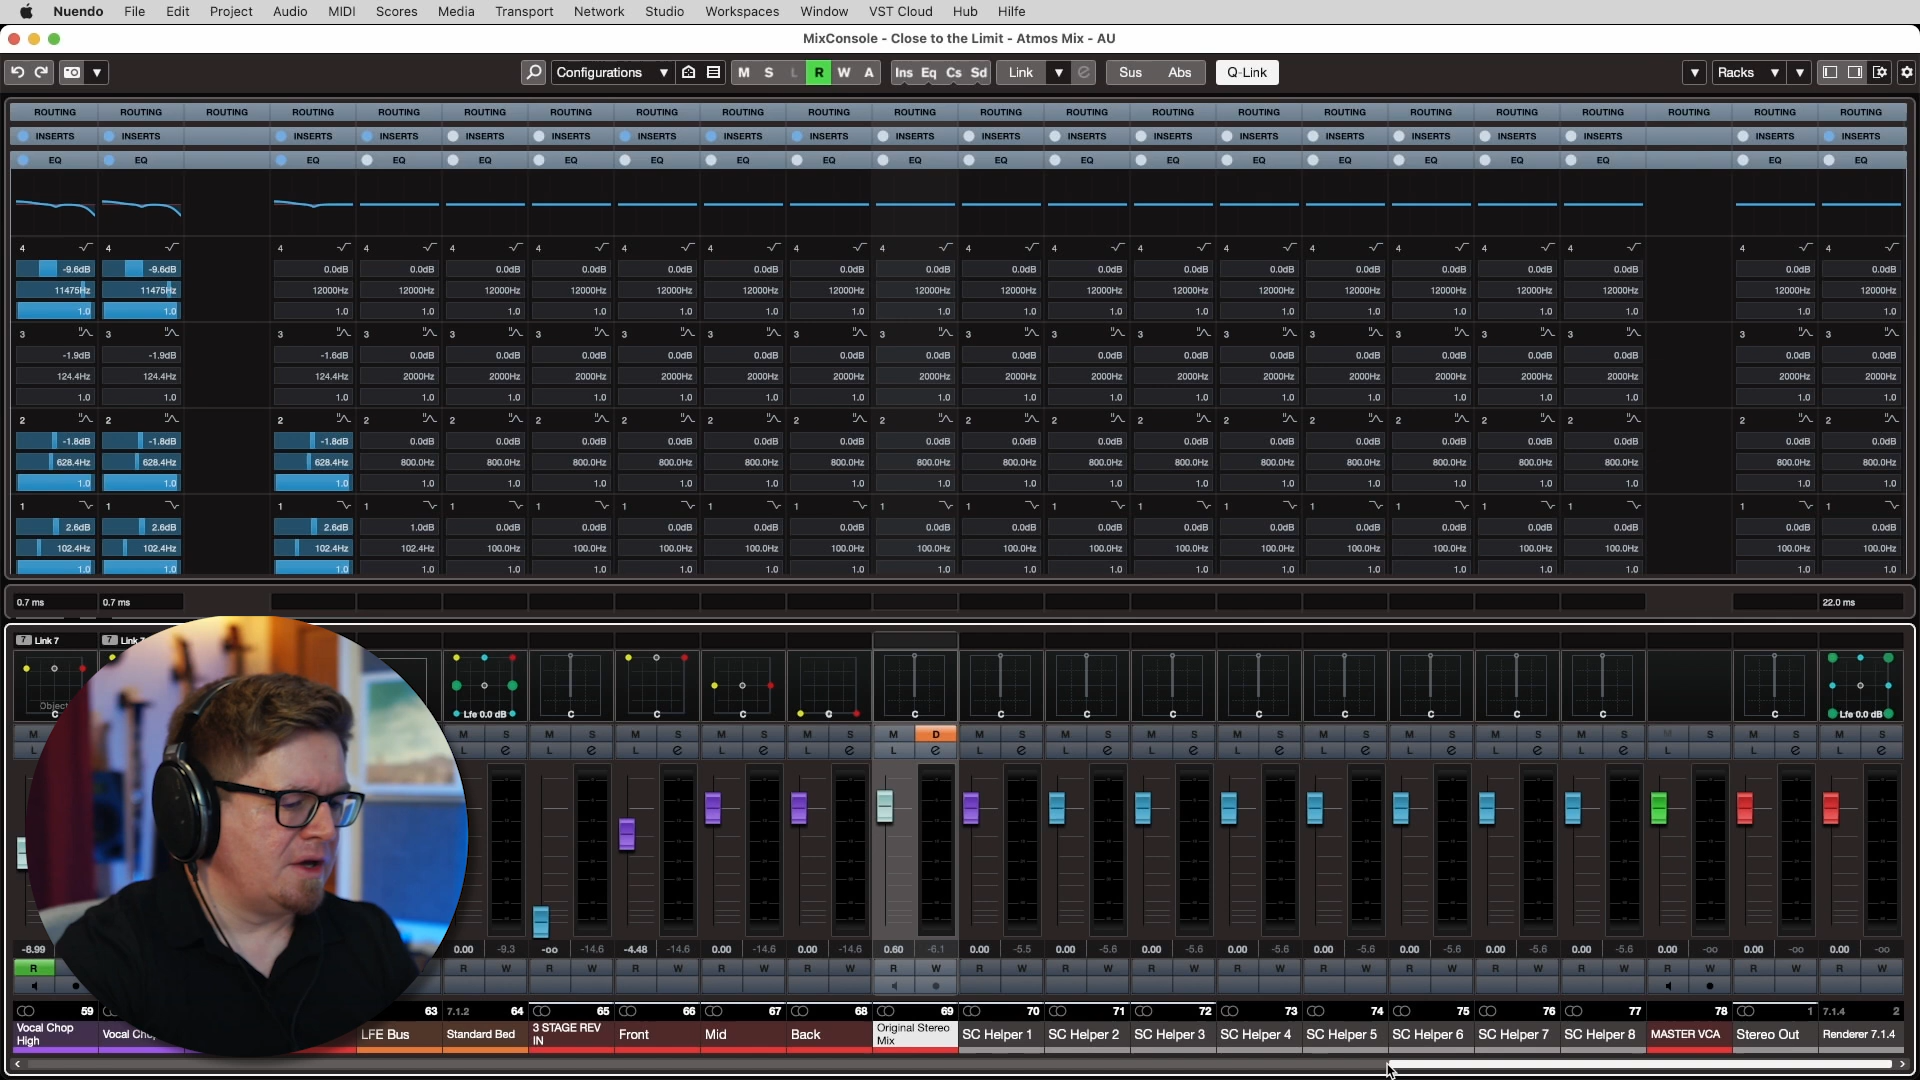 Nuendo File Edit Project Audio MIDI Scores Media Transport Network Studio Workspaces Window VST Cloud Hub Hilfe
MixConsole - Close to the Limit - Atmos Mix - AU
Configurations M S L R W A Ins Eq Cs Sd Link Sus Abs Q-Link Racks
ROUTING ROUTING ROUTING ROUTING ROUTING ROUTING ROUTING ROUTING ROUTING ROUTING ROUTING ROUTING ROUTING ROUTING ROUTING ROUTING ROUTING ROUTING ROUTING ROUTING ROUTING ROUTING
INSERTS INSERTS INSERTS INSERTS INSERTS INSERTS INSERTS INSERTS INSERTS INSERTS INSERTS INSERTS INSERTS INSERTS INSERTS INSERTS INSERTS INSERTS INSERTS INSERTS
EQ EQ EQ EQ EQ EQ EQ EQ EQ EQ EQ EQ EQ EQ EQ EQ EQ EQ EQ EQ
4 4 4 4 4 4 4 4 4 4 4 4 4 4 4 4 4 4 4 4
-9.6dB -9.6dB 0.0dB 0.0dB 0.0dB 0.0dB 0.0dB 0.0dB 0.0dB 0.0dB 0.0dB 0.0dB 0.0dB 0.0dB 0.0dB 0.0dB 0.0dB 0.0dB 0.0dB 0.0dB
11475Hz 11475Hz 12000Hz 12000Hz 12000Hz 12000Hz 12000Hz 12000Hz 12000Hz 12000Hz 12000Hz 12000Hz 12000Hz 12000Hz 12000Hz 12000Hz 12000Hz 12000Hz 12000Hz 12000Hz
1.0 1.0 1.0 1.0 1.0 1.0 1.0 1.0 1.0 1.0 1.0 1.0 1.0 1.0 1.0 1.0 1.0 1.0 1.0 1.0
3 3 3 3 3 3 3 3 3 3 3 3 3 3 3 3 3 3 3 3
-1.9dB -1.9dB -1.6dB 0.0dB 0.0dB 0.0dB 0.0dB 0.0dB 0.0dB 0.0dB 0.0dB 0.0dB 0.0dB 0.0dB 0.0dB 0.0dB 0.0dB 0.0dB 0.0dB 0.0dB
124.4Hz 124.4Hz 124.4Hz 2000Hz 2000Hz 2000Hz 2000Hz 2000Hz 2000Hz 2000Hz 2000Hz 2000Hz 2000Hz 2000Hz 2000Hz 2000Hz 2000Hz 2000Hz 2000Hz 2000Hz
1.0 1.0 1.0 1.0 1.0 1.0 1.0 1.0 1.0 1.0 1.0 1.0 1.0 1.0 1.0 1.0 1.0 1.0 1.0 1.0
2 2 2 2 2 2 2 2 2 2 2 2 2 2 2 2 2 2 2 2
-1.8dB -1.8dB -1.8dB 0.0dB 0.0dB 0.0dB 0.0dB 0.0dB 0.0dB 0.0dB 0.0dB 0.0dB 0.0dB 0.0dB 0.0dB 0.0dB 0.0dB 0.0dB 0.0dB 0.0dB
628.4Hz 628.4Hz 628.4Hz 800.0Hz 800.0Hz 800.0Hz 800.0Hz 800.0Hz 800.0Hz 800.0Hz 800.0Hz 800.0Hz 800.0Hz 800.0Hz 800.0Hz 800.0Hz 800.0Hz 800.0Hz 800.0Hz 800.0Hz
1.0 1.0 1.0 1.0 1.0 1.0 1.0 1.0 1.0 1.0 1.0 1.0 1.0 1.0 1.0 1.0 1.0 1.0 1.0 1.0
1 1 1 1 1 1 1 1 1 1 1 1 1 1 1 1 1 1 1 1
2.6dB 2.6dB 2.6dB 1.0dB 0.0dB 0.0dB 0.0dB 0.0dB 0.0dB 0.0dB 0.0dB 0.0dB 0.0dB 0.0dB 0.0dB 0.0dB 0.0dB 0.0dB 0.0dB 0.0dB
102.4Hz 102.4Hz 102.4Hz 102.4Hz 100.0Hz 100.0Hz 100.0Hz 100.0Hz 100.0Hz 100.0Hz 100.0Hz 100.0Hz 100.0Hz 100.0Hz 100.0Hz 100.0Hz 100.0Hz 100.0Hz 100.0Hz 100.0Hz
1.0 1.0 1.0 1.0 1.0 1.0 1.0 1.0 1.0 1.0 1.0 1.0 1.0 1.0 1.0 1.0 1.0 1.0 1.0 1.0
0.7 ms 0.7 ms 22.0 ms
7 Link 7 7 Link
Object
C Lfe 0.0 dB C C C C C C C C C C C C C C Lfe 0.0 dB
M M S M S M S M S M S M D M S M S M S M S M S M S M S M S M S M S M S
L L L L L L L L L L L L L L L L L L
-8.99 0.00 -9.3 -oo -14.6 -4.48 -14.6 0.00 -14.6 0.00 -14.6 0.60 -6.1 0.00 -5.5 0.00 -5.6 0.00 -5.6 0.00 -5.6 0.00 -5.6 0.00 -5.6 0.00 -5.6 0.00 -5.6 0.00 -oo 0.00 -oo 0.00 -oo
R R W R W R W R W R W R W R W R W R W R W R W R W R W R W R W R W R W
59 63 7.1.2 64 65 66 67 68 69 70 71 72 73 74 75 76 77 78 1 7.1.4 2
Vocal Chop High Vocal Cho LFE Bus Standard Bed 3 STAGE REV IN Front Mid Back Original Stereo Mix SC Helper 1 SC Helper 2 SC Helper 3 SC Helper 4 SC Helper 5 SC Helper 6 SC Helper 7 SC Helper 8 MASTER VCA Stereo Out Renderer 7.1.4